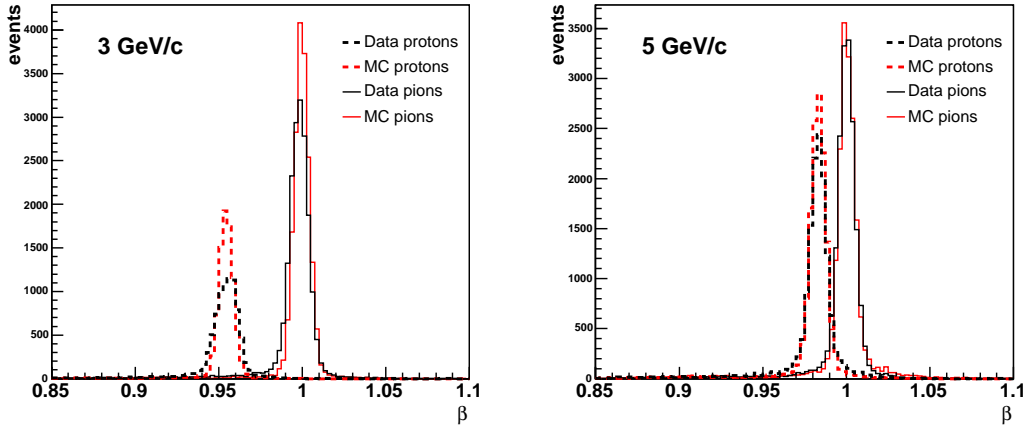 events
3 GeV/c
Data protons
MC protons
Data pions
MC pions
4000
3500
3000
2500
2000
1500
1000
500
0
0.85 0.9 0.95 1 1.05 1.1
β
events
5 GeV/c
Data protons
MC protons
Data pions
MC pions
3500
3000
2500
2000
1500
1000
500
0
0.85 0.9 0.95 1 1.05 1.1
β